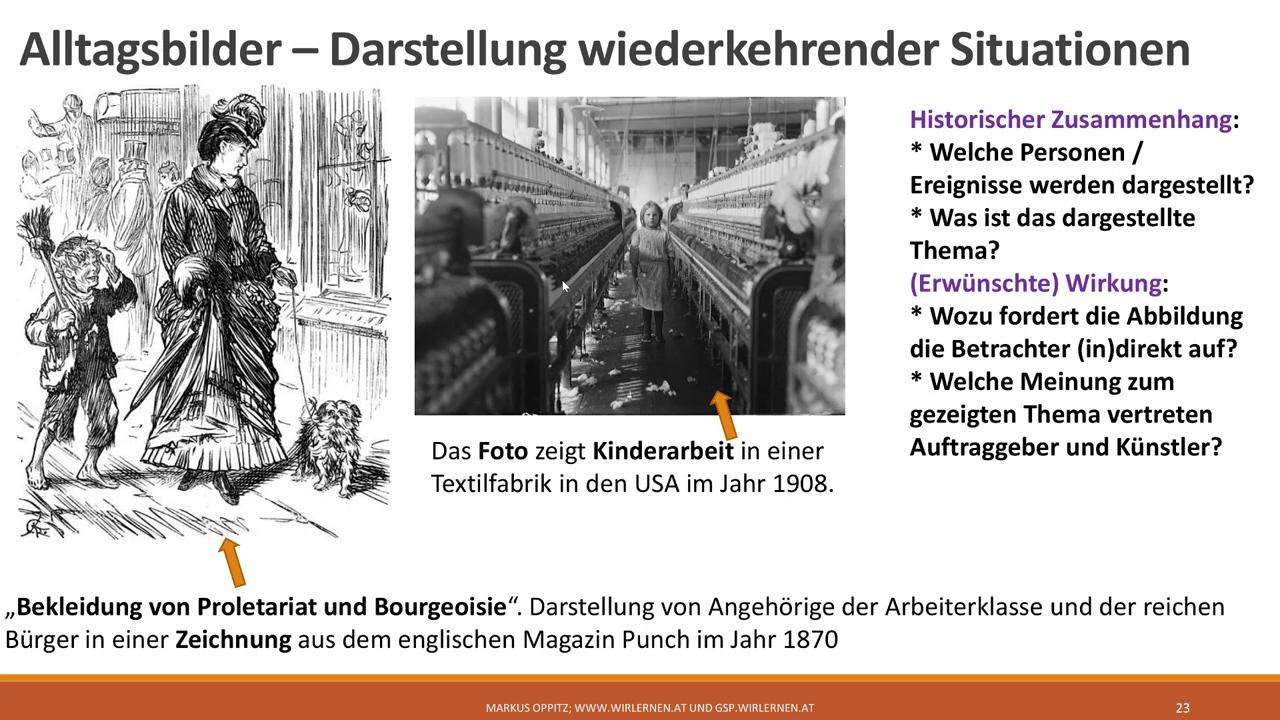 Alltagsbilder – Darstellung wiederkehrender Situationen
Historischer Zusammenhang:
* Welche Personen /
Ereignisse werden dargestellt?
* Was ist das dargestellte
Thema?
(Erwünschte) Wirkung:
* Wozu fordert die Abbildung
die Betrachter (in)direkt auf?
* Welche Meinung zum
gezeigten Thema vertreten
Auftraggeber und Künstler?
Das Foto zeigt Kinderarbeit in einer
Textilfabrik in den USA im Jahr 1908.
„Bekleidung von Proletariat und Bourgeoisie“. Darstellung von Angehörige der Arbeiterklasse und der reichen
Bürger in einer Zeichnung aus dem englischen Magazin Punch im Jahr 1870
MARKUS OPPITZ; WWW.WIRLERNEN.AT UND GSP.WIRLERNEN.AT
23